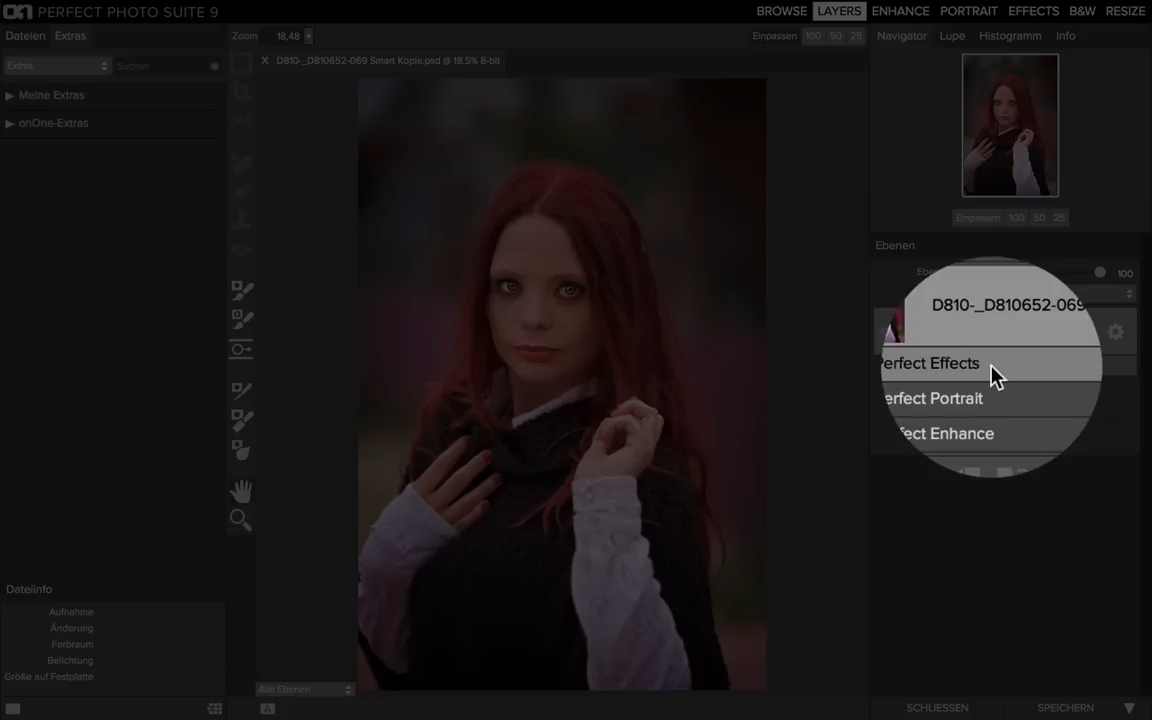 on PERFECT PHOTO SUITE 9
BROWSE LAYERS ENHANCE PORTRAIT EFFECTS B&W RESIZE
Dateien Extras
Zoom 18,48
Einpassen 100 50 25
Navigator Lupe Histogramm Info
Extras Suchen
X D810-_D810652-069 Smart Kopie.psd @ 18.5% 8-bit
▶ Meine Extras
▶ onOne-Extras
Einpassen 100 50 25
Ebenen
100
D810-_D810652-069
Perfect Effects
erfect Portrait
fect Enhance
Dateiinfo
Aufnahme
Änderung
Farbraum
Belichtung
Größe auf Festplatte
Alle Ebenen
A
SCHLIESSEN SPEICHERN